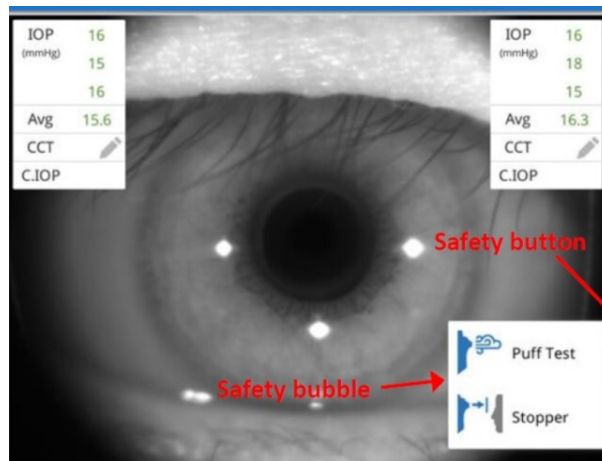 IOP 16
(mmHg) 15
16
Avg 15.6
CCT
C.IOP
IOP 16
(mmHg) 18
15
Avg 16.3
CCT
C.IOP
Safety button
Puff Test
Safety bubble
Stopper